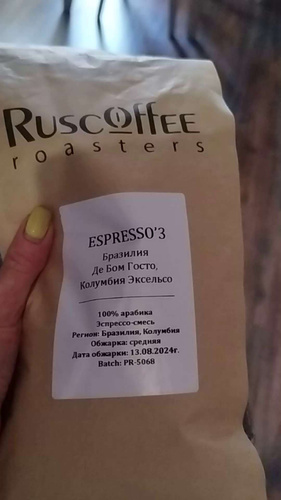 RUSCOFFEE
roasters
ESPRESSO'3
Бразилия
Де Бом Госто,
Колумбия Эксельсо
100% арабика
Эспрессо-смесь
Регион: Бразилия, Колумбия
Обжарка: средняя
Дата обжарки: 13.08.2024г.
Batch: PR-5068